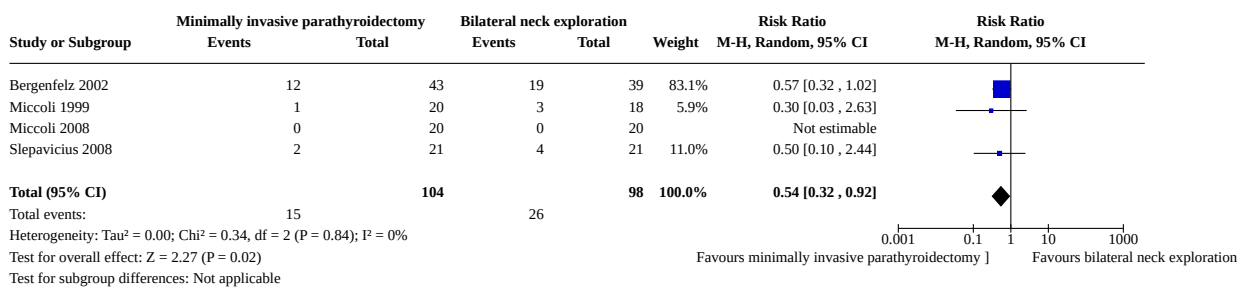 Minimally invasive parathyroidectomy Bilateral neck exploration Risk Ratio Risk Ratio
Study or Subgroup Events Total Events Total Weight M-H, Random, 95% CI M-H, Random, 95% CI
Bergenfelz 2002 12 43 19 39 83.1% 0.57 [0.32 , 1.02]
Miccoli 1999 1 20 3 18 5.9% 0.30 [0.03 , 2.63]
Miccoli 2008 0 20 0 20 Not estimable
Slepavicius 2008 2 21 4 21 11.0% 0.50 [0.10 , 2.44]
Total (95% CI) 104 98 100.0% 0.54 [0.32 , 0.92]
Total events: 15 26
Heterogeneity: Tau² = 0.00; Chi² = 0.34, df = 2 (P = 0.84); I² = 0% 0.001 0.1 1 10 1000
Test for overall effect: Z = 2.27 (P = 0.02) Favours minimally invasive parathyroidectomy ] Favours bilateral neck exploration
Test for subgroup differences: Not applicable